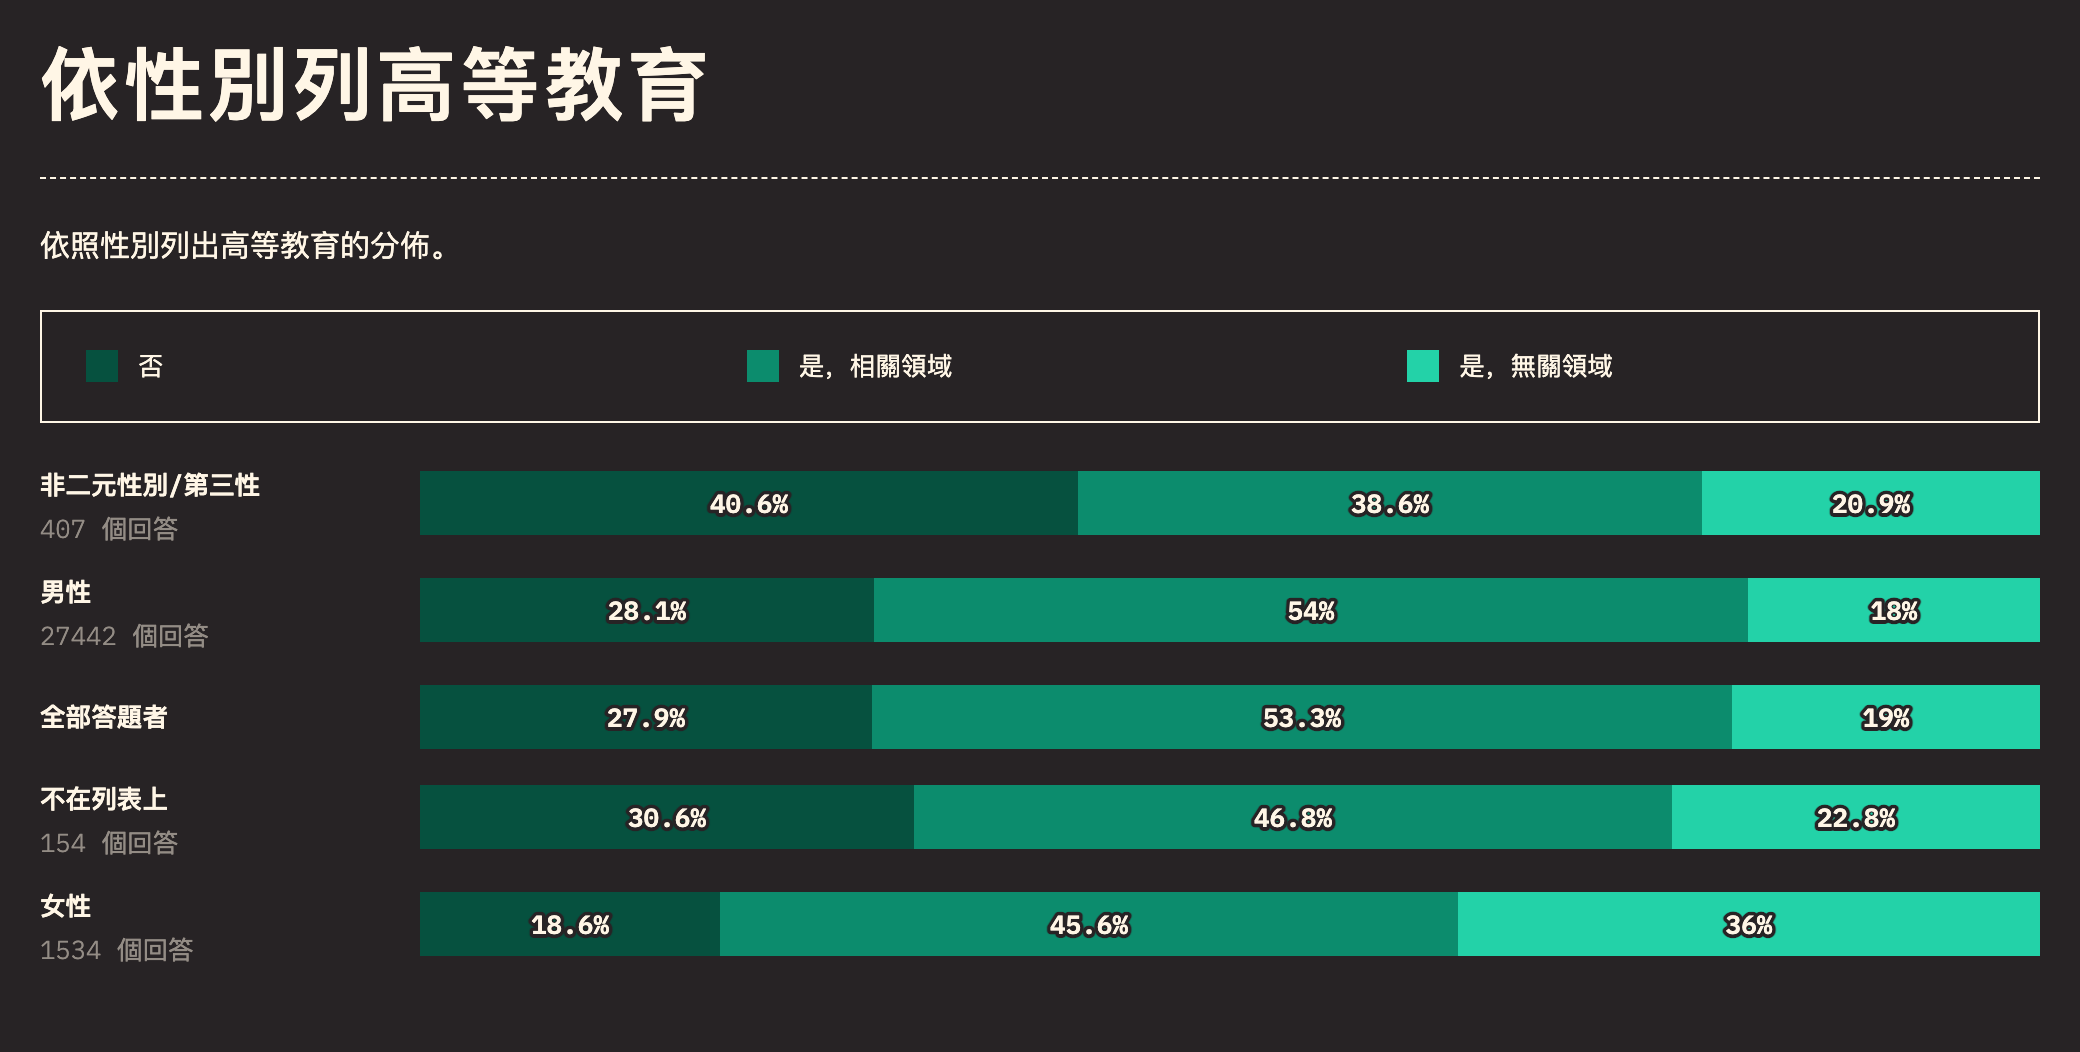 依性別列高等教育
依照性別列出高等教育的分佈。
否 是，相關領域 是，無關領域
非二元性別/第三性
407 個回答
40.6% 38.6% 20.9%
男性
27442 個回答
28.1% 54% 18%
全部答題者
27.9% 53.3% 19%
不在列表上
154 個回答
30.6% 46.8% 22.8%
女性
1534 個回答
18.6% 45.6% 36%